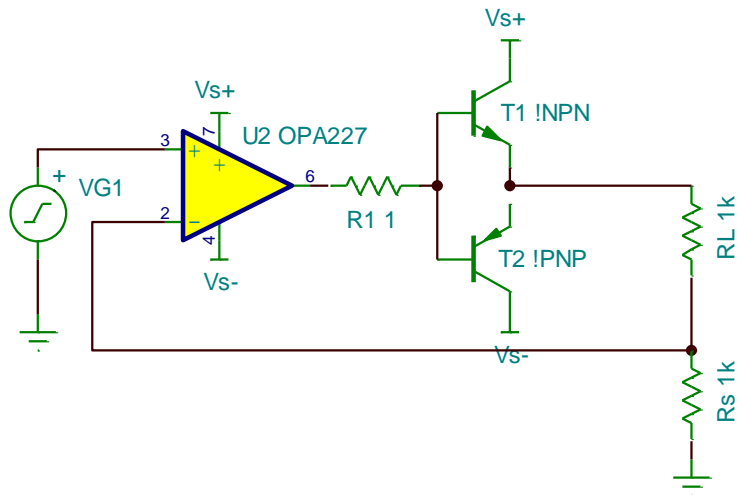 Vs+
Vs+
U2 OPA227
T1 !NPN
3
7
+
+
+
VG1
6
R1 1
2
-
4
Vs-
T2 !PNP
RL 1k
Vs-
Rs 1k